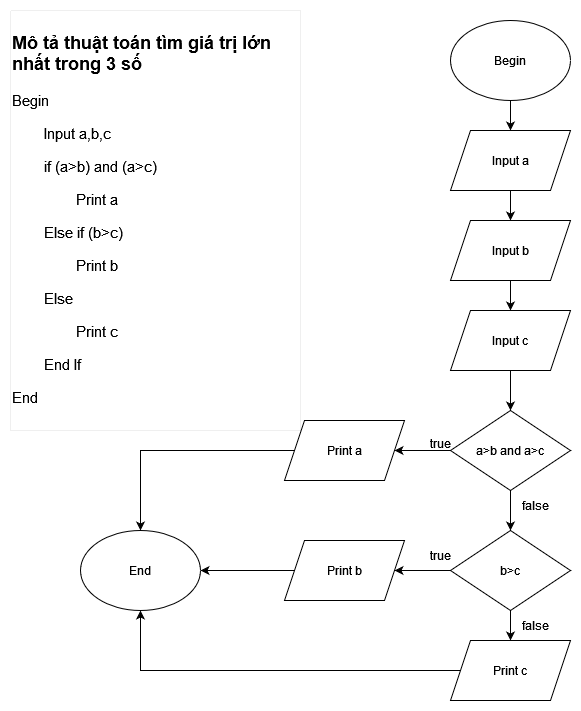 Mô tả thuật toán tìm giá trị lớn
nhất trong 3 số
Begin
Input a,b,c
if (a>b) and (a>c)
Print a
Else if (b>c)
Print b
Else
Print c
End If
End
Begin
Input a
Input b
Input c
a>b and a>c
true
Print a
false
b>c
true
Print b
End
false
Print c